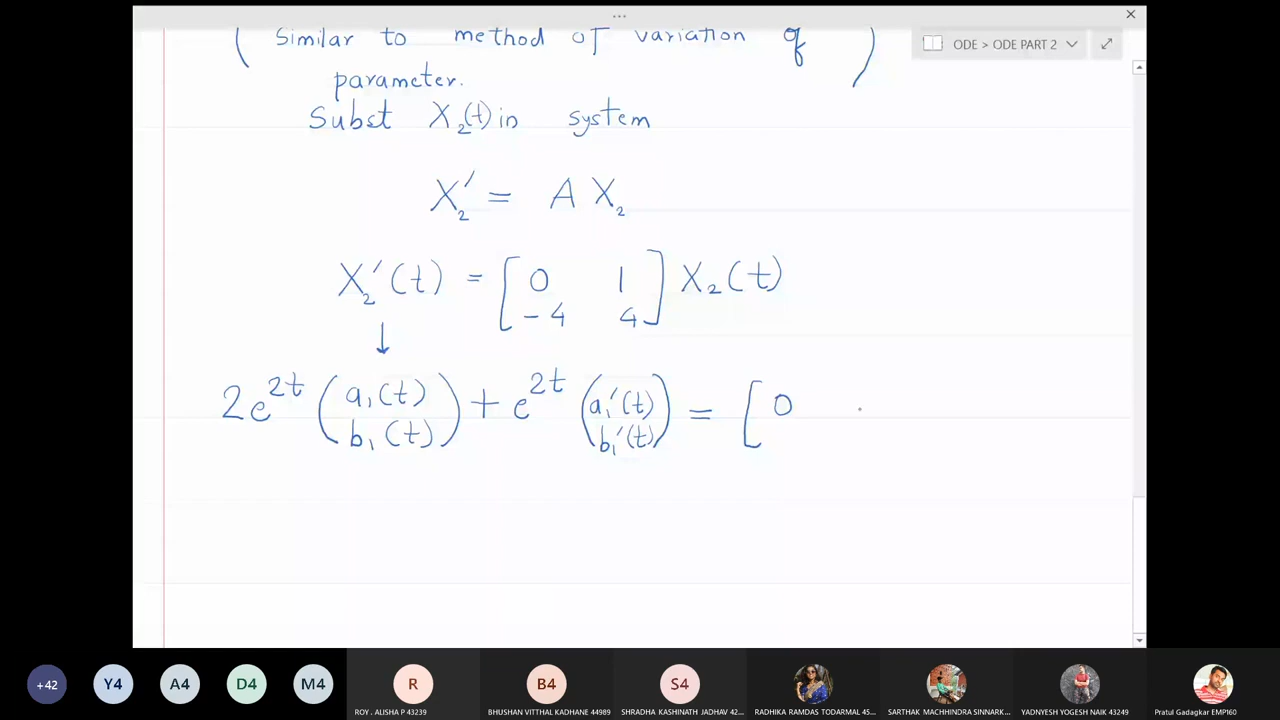 ...
ODE > ODE PART 2
( Similar to method of variation of
parameter. )
Subst X₂(t) in system
X₂′ = A X₂
X₂′(t) = [ 0 1
-4 4 ] X₂(t)
↓
2e^{2t} ( a₁(t)
b₁(t) ) + e^{2t} ( a₁′(t)
b₁′(t) ) = [ 0
+42
Y4
A4
D4
M4
R
B4
S4
ROY . ALISHA P 43239
BHUSHAN VITTHAL KADHANE 44989
SHRADHA KASHINATH JADHAV 42...
RADHIKA RAMDAS TODARMAL 45...
SARTHAK MACHHINDRA SINNARK...
YADNYESH YOGESH NAIK 43249
Pratul Gadagkar EMP160